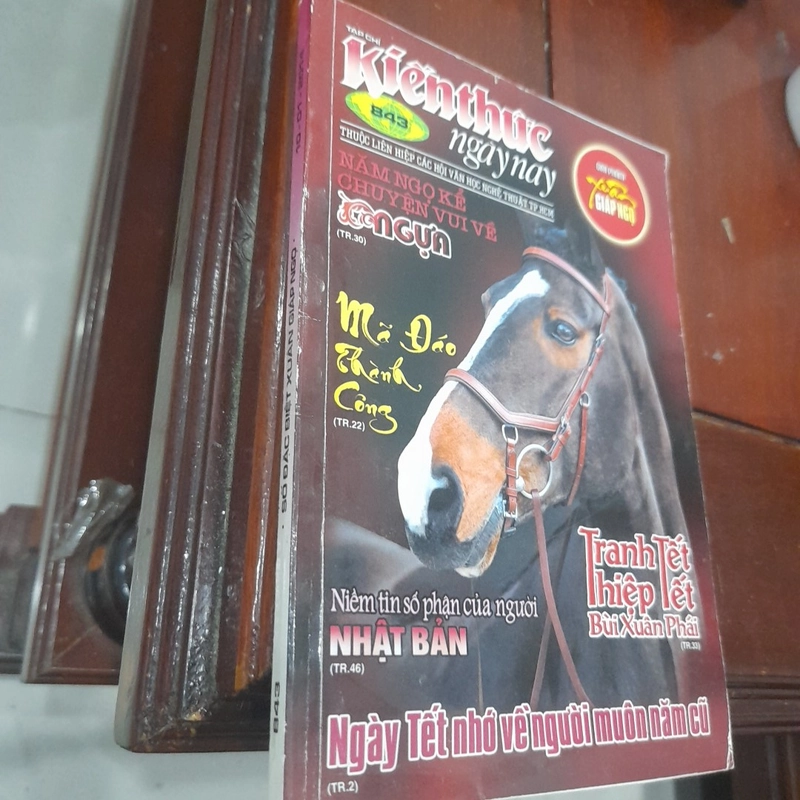 TẠP CHÍ
Kiến thức
ngày nay
843
THUỘC LIÊN HIỆP CÁC HỘI VĂN HỌC NGHỆ THUẬT TP.HCM
Xuân
GIÁP NGỌ
NĂM NGỌ KỂ
CHUYỆN VUI VỀ
NGỰA
(TR.30)
Mã Đáo
Thành
Công
(TR.22)
Tranh Tết
Thiệp Tết
Bùi Xuân Phái
(TR.33)
Niềm tin số phận của người
NHẬT BẢN
(TR.46)
Ngày Tết nhớ về người muôn năm cũ
(TR.2)
SỐ ĐẶC BIỆT XUÂN GIÁP NGỌ
843